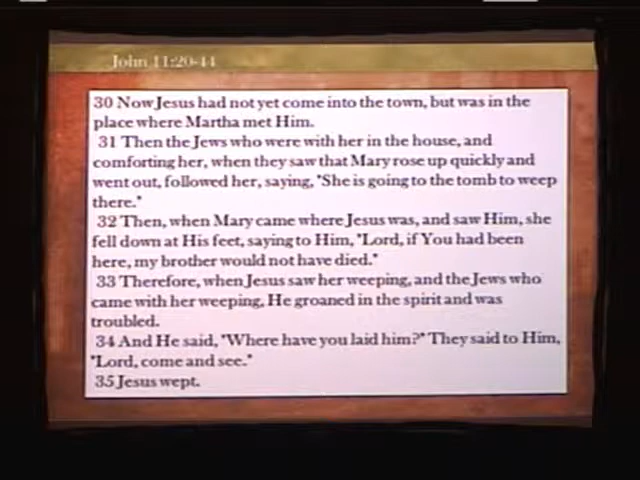 John 11:20-44
30 Now Jesus had not yet come into the town, but was in the
place where Martha met Him.
31 Then the Jews who were with her in the house, and
comforting her, when they saw that Mary rose up quickly and
went out, followed her, saying, "She is going to the tomb to weep
there."
32 Then, when Mary came where Jesus was, and saw Him, she
fell down at His feet, saying to Him, "Lord, if You had been
here, my brother would not have died."
33 Therefore, when Jesus saw her weeping, and the Jews who
came with her weeping, He groaned in the spirit and was
troubled.
34 And He said, "Where have you laid him?" They said to Him,
"Lord, come and see."
35 Jesus wept.